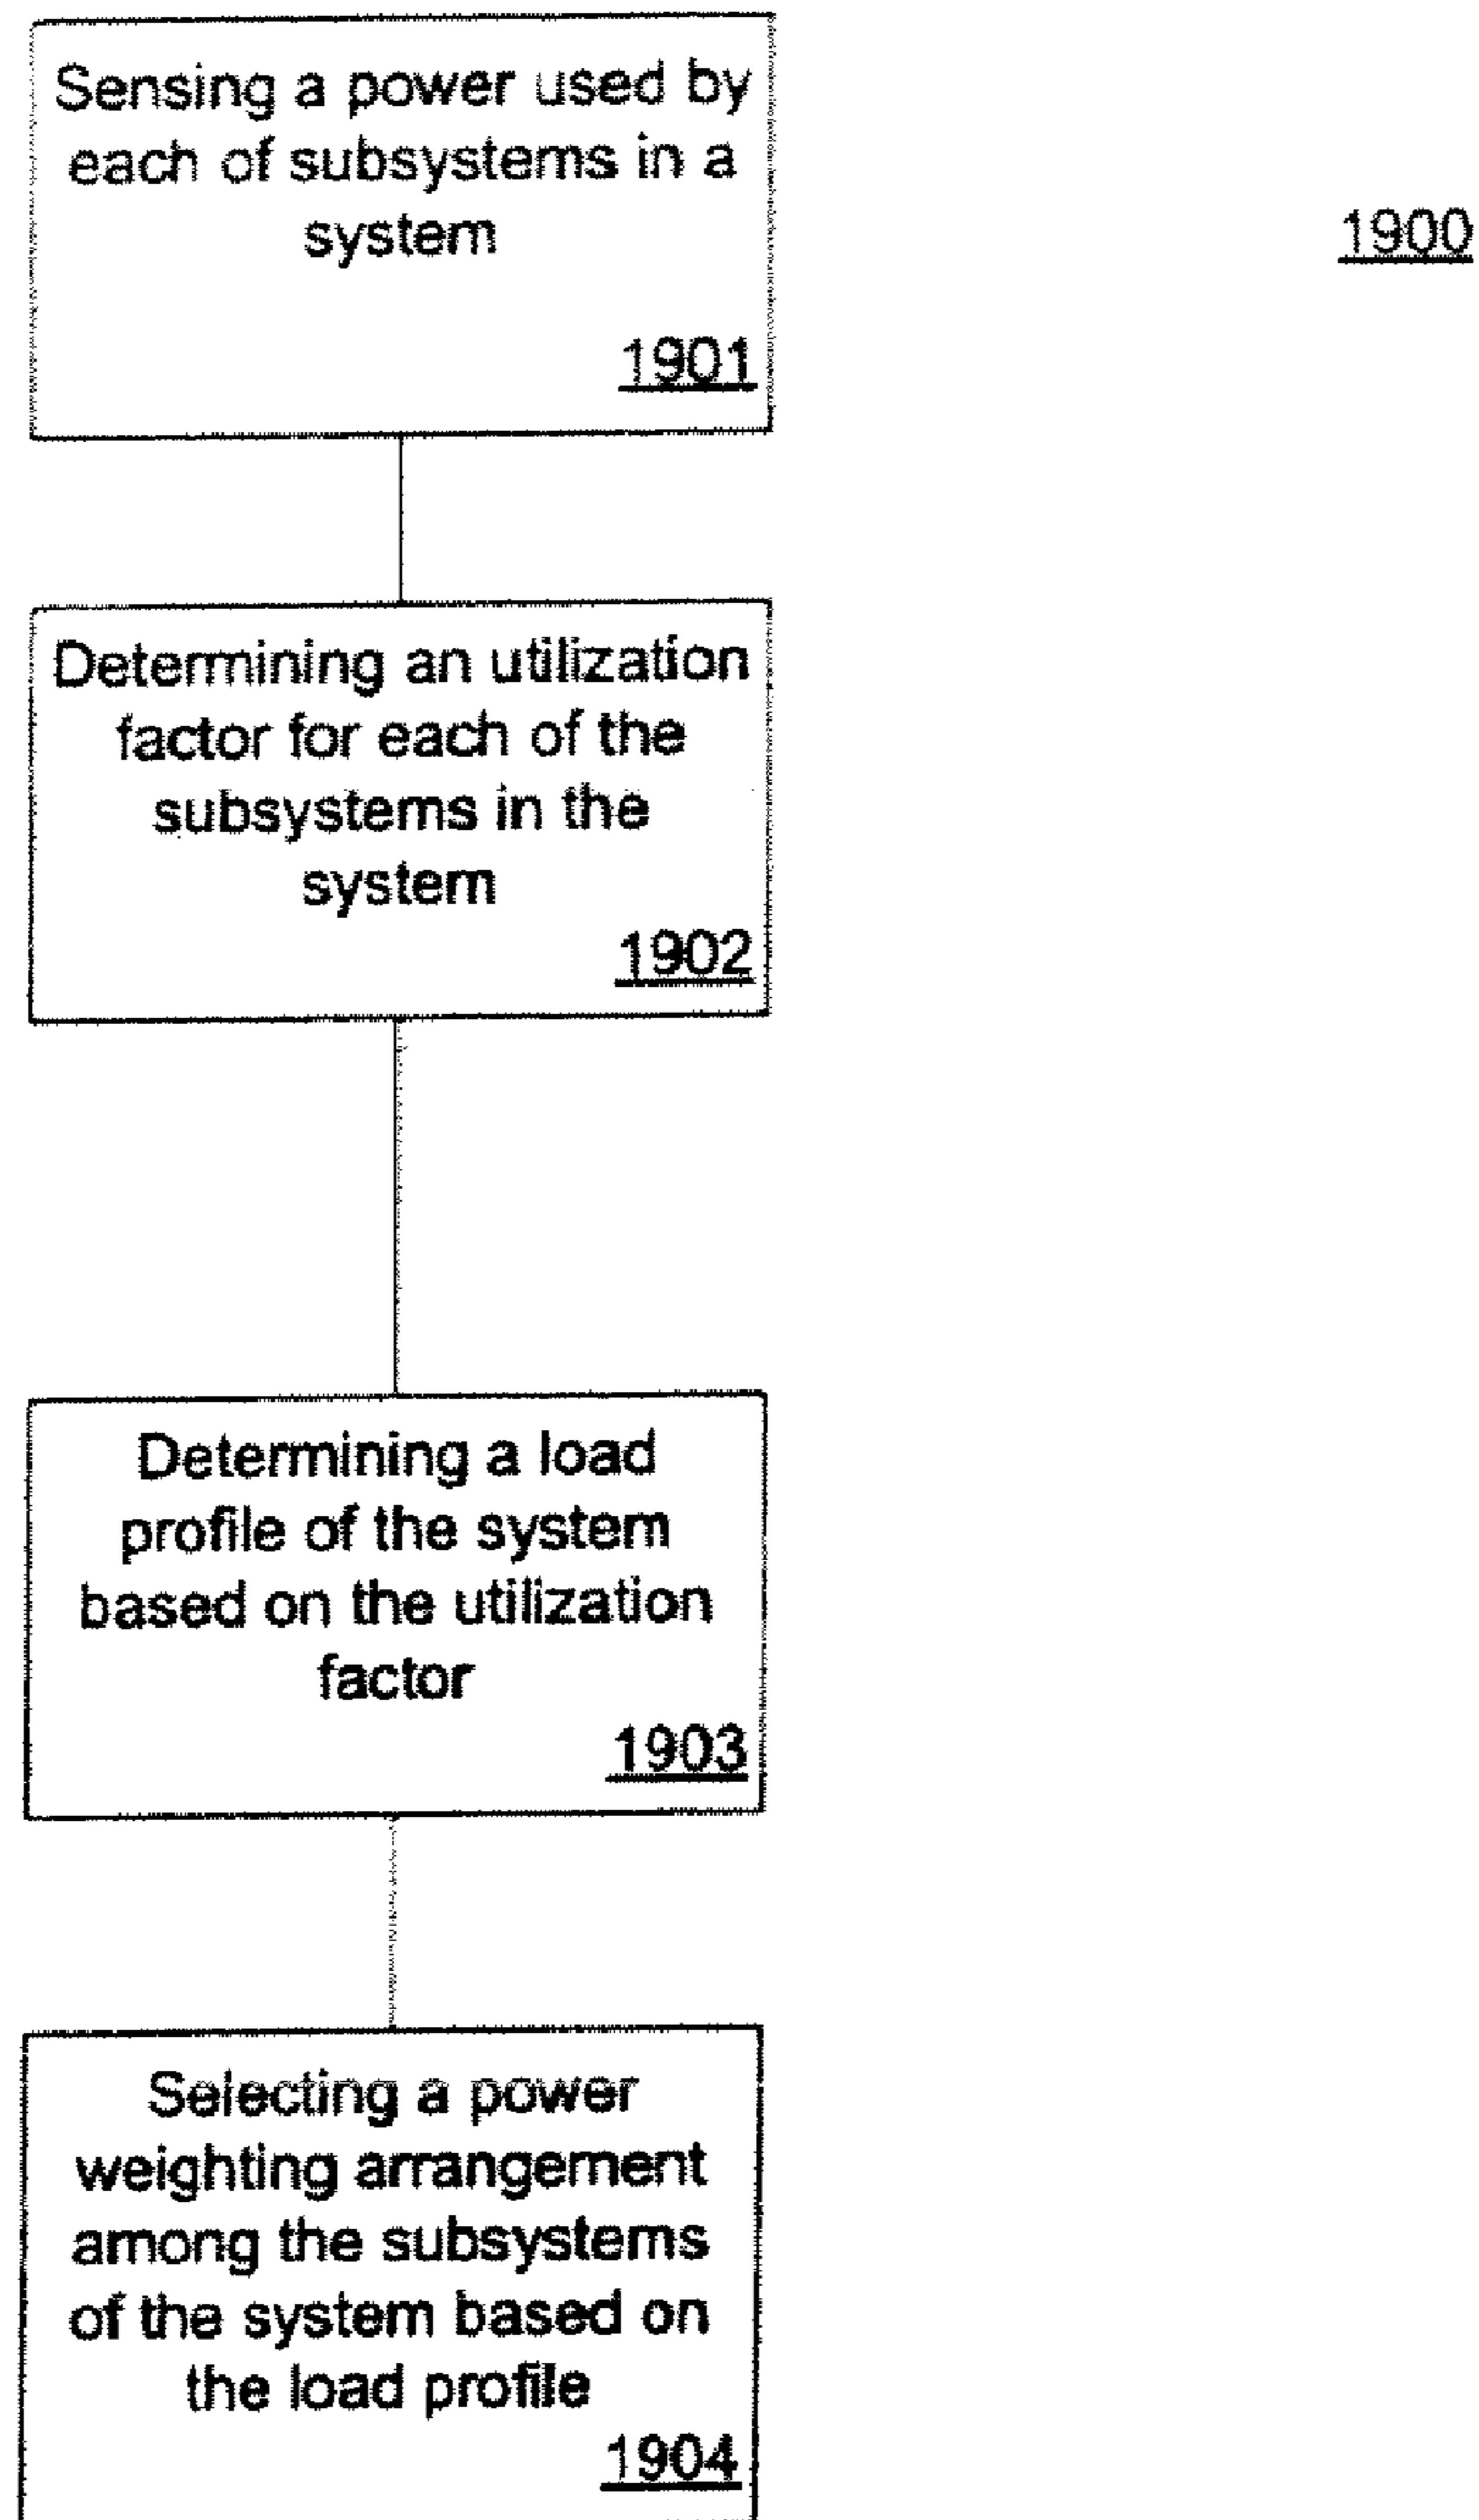 Sensing a power used by
each of subsystems in a
system
1900
1901
Determining an utilization
factor for each of the
subsystems in the
system
1902
Determining a load
profile of the system
based on the utilization
factor
1903
Selecting a power
weighting arrangement
among the subsystems
of the system based on
the load profile
1904